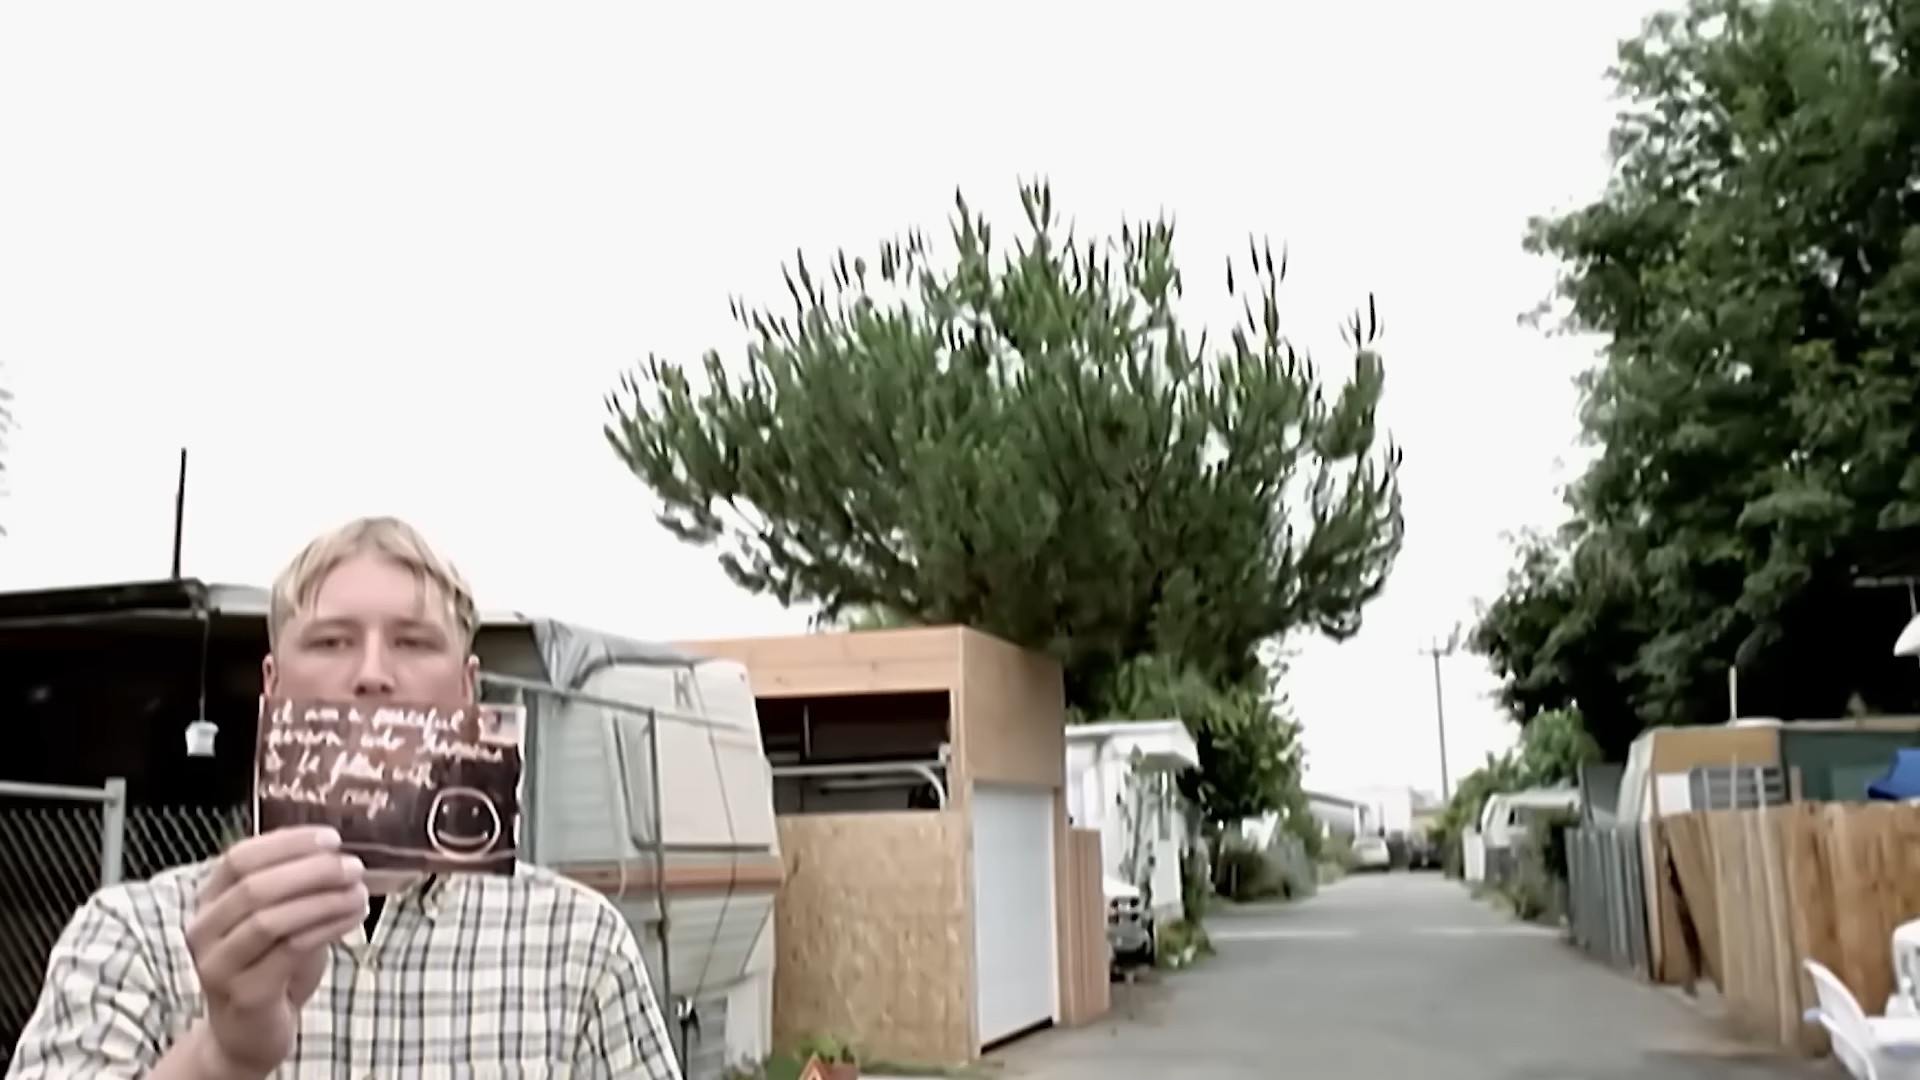 I am a peaceful
person who happens
to be filled with
violent rage.